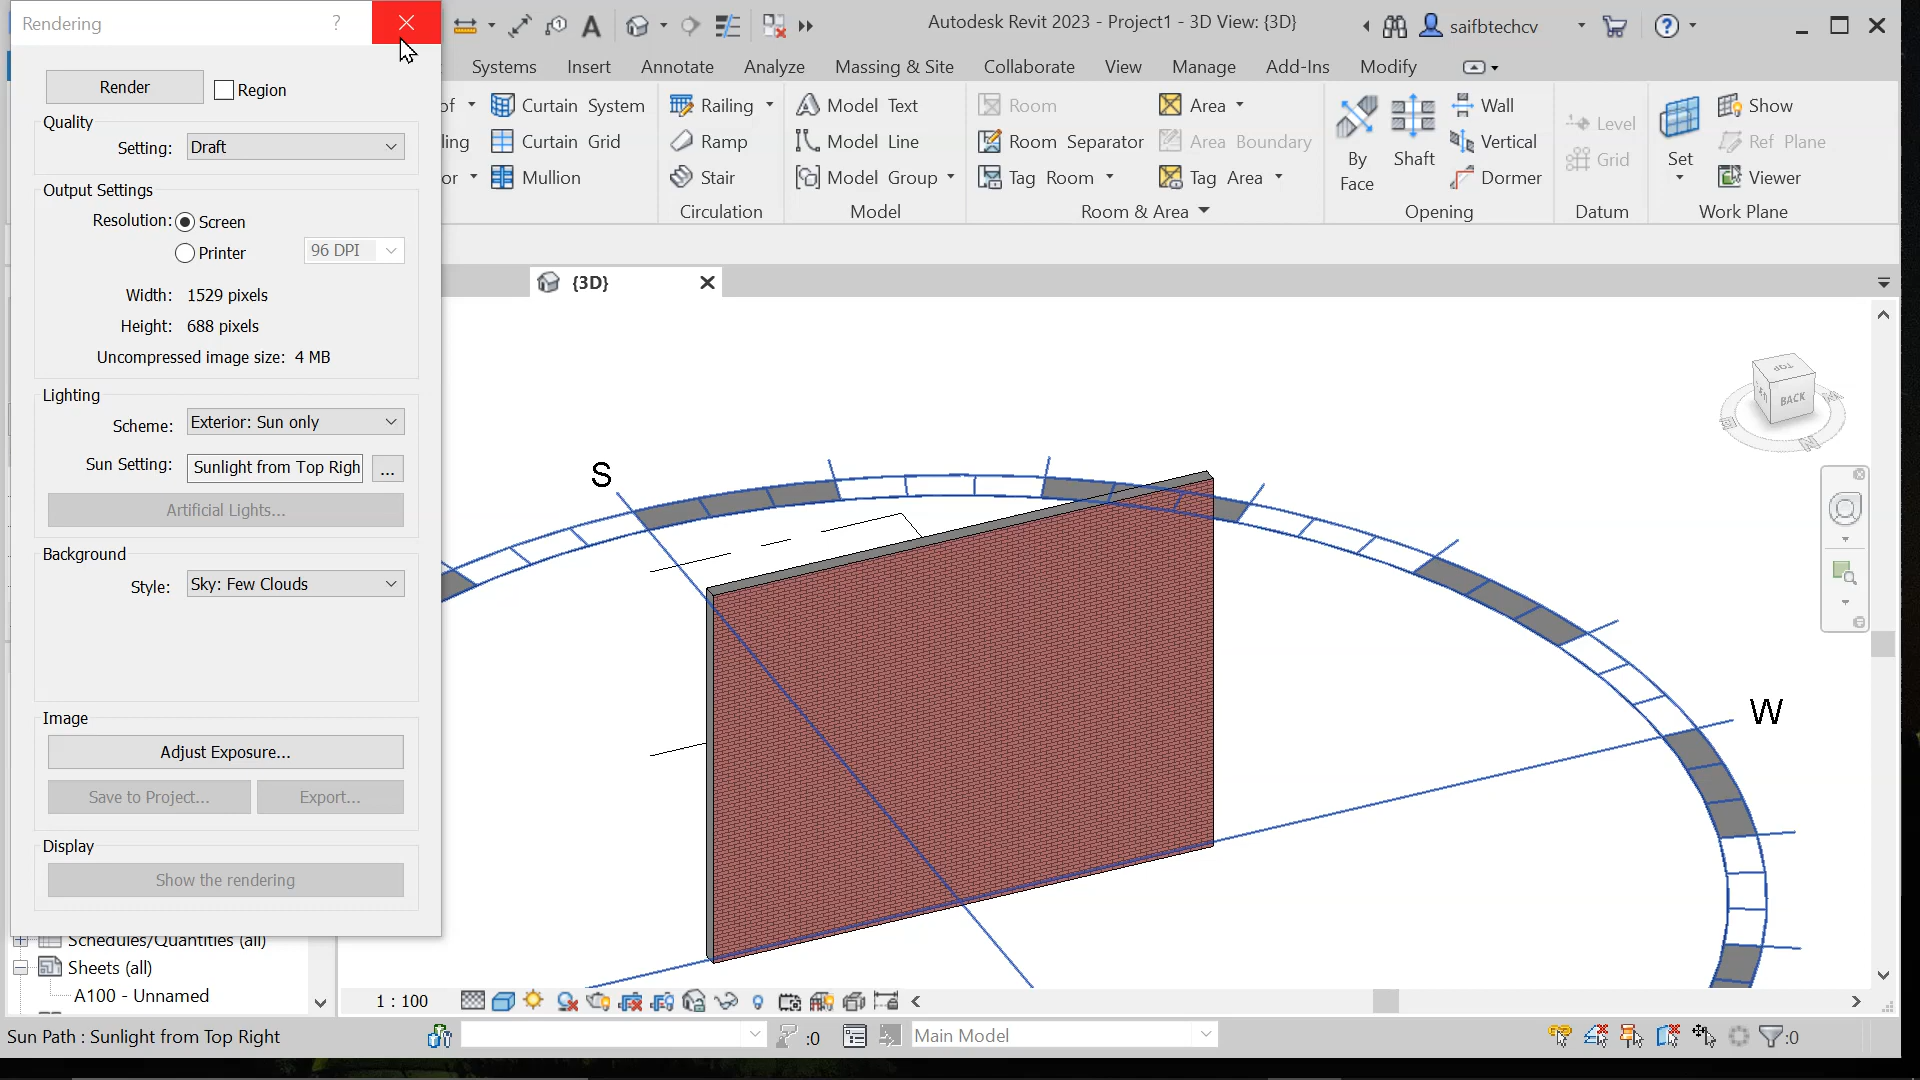 Rendering ?
Autodesk Revit 2023 - Project1 - 3D View: {3D}
saifbtechcv
Systems Insert Annotate Analyze Massing & Site Collaborate View Manage Add-Ins Modify
Render
Region
Quality
Setting: Draft
Output Settings
Resolution: Screen
Printer 96 DPI
Width: 1529 pixels
Height: 688 pixels
Uncompressed image size: 4 MB
Lighting
Scheme: Exterior: Sun only
Sun Setting: Sunlight from Top Righ ...
Artificial Lights...
Background
Style: Sky: Few Clouds
Image
Adjust Exposure...
Save to Project... Export...
Display
Show the rendering
of Curtain System
ling Curtain Grid
or Mullion
Railing
Ramp
Stair
Circulation
Model Text
Model Line
Model Group
Model
Room
Room Separator
Tag Room
Area
Area Boundary
Tag Area
Room & Area
By
Face
Shaft
Wall
Vertical
Dormer
Opening
Level
Grid
Datum
Set
Show
Ref Plane
Viewer
Work Plane
{3D}
TOP
BACK
S
W
Schedules/Quantities (all)
Sheets (all)
A100 - Unnamed
1 : 100
Sun Path : Sunlight from Top Right
:0
Main Model
:0